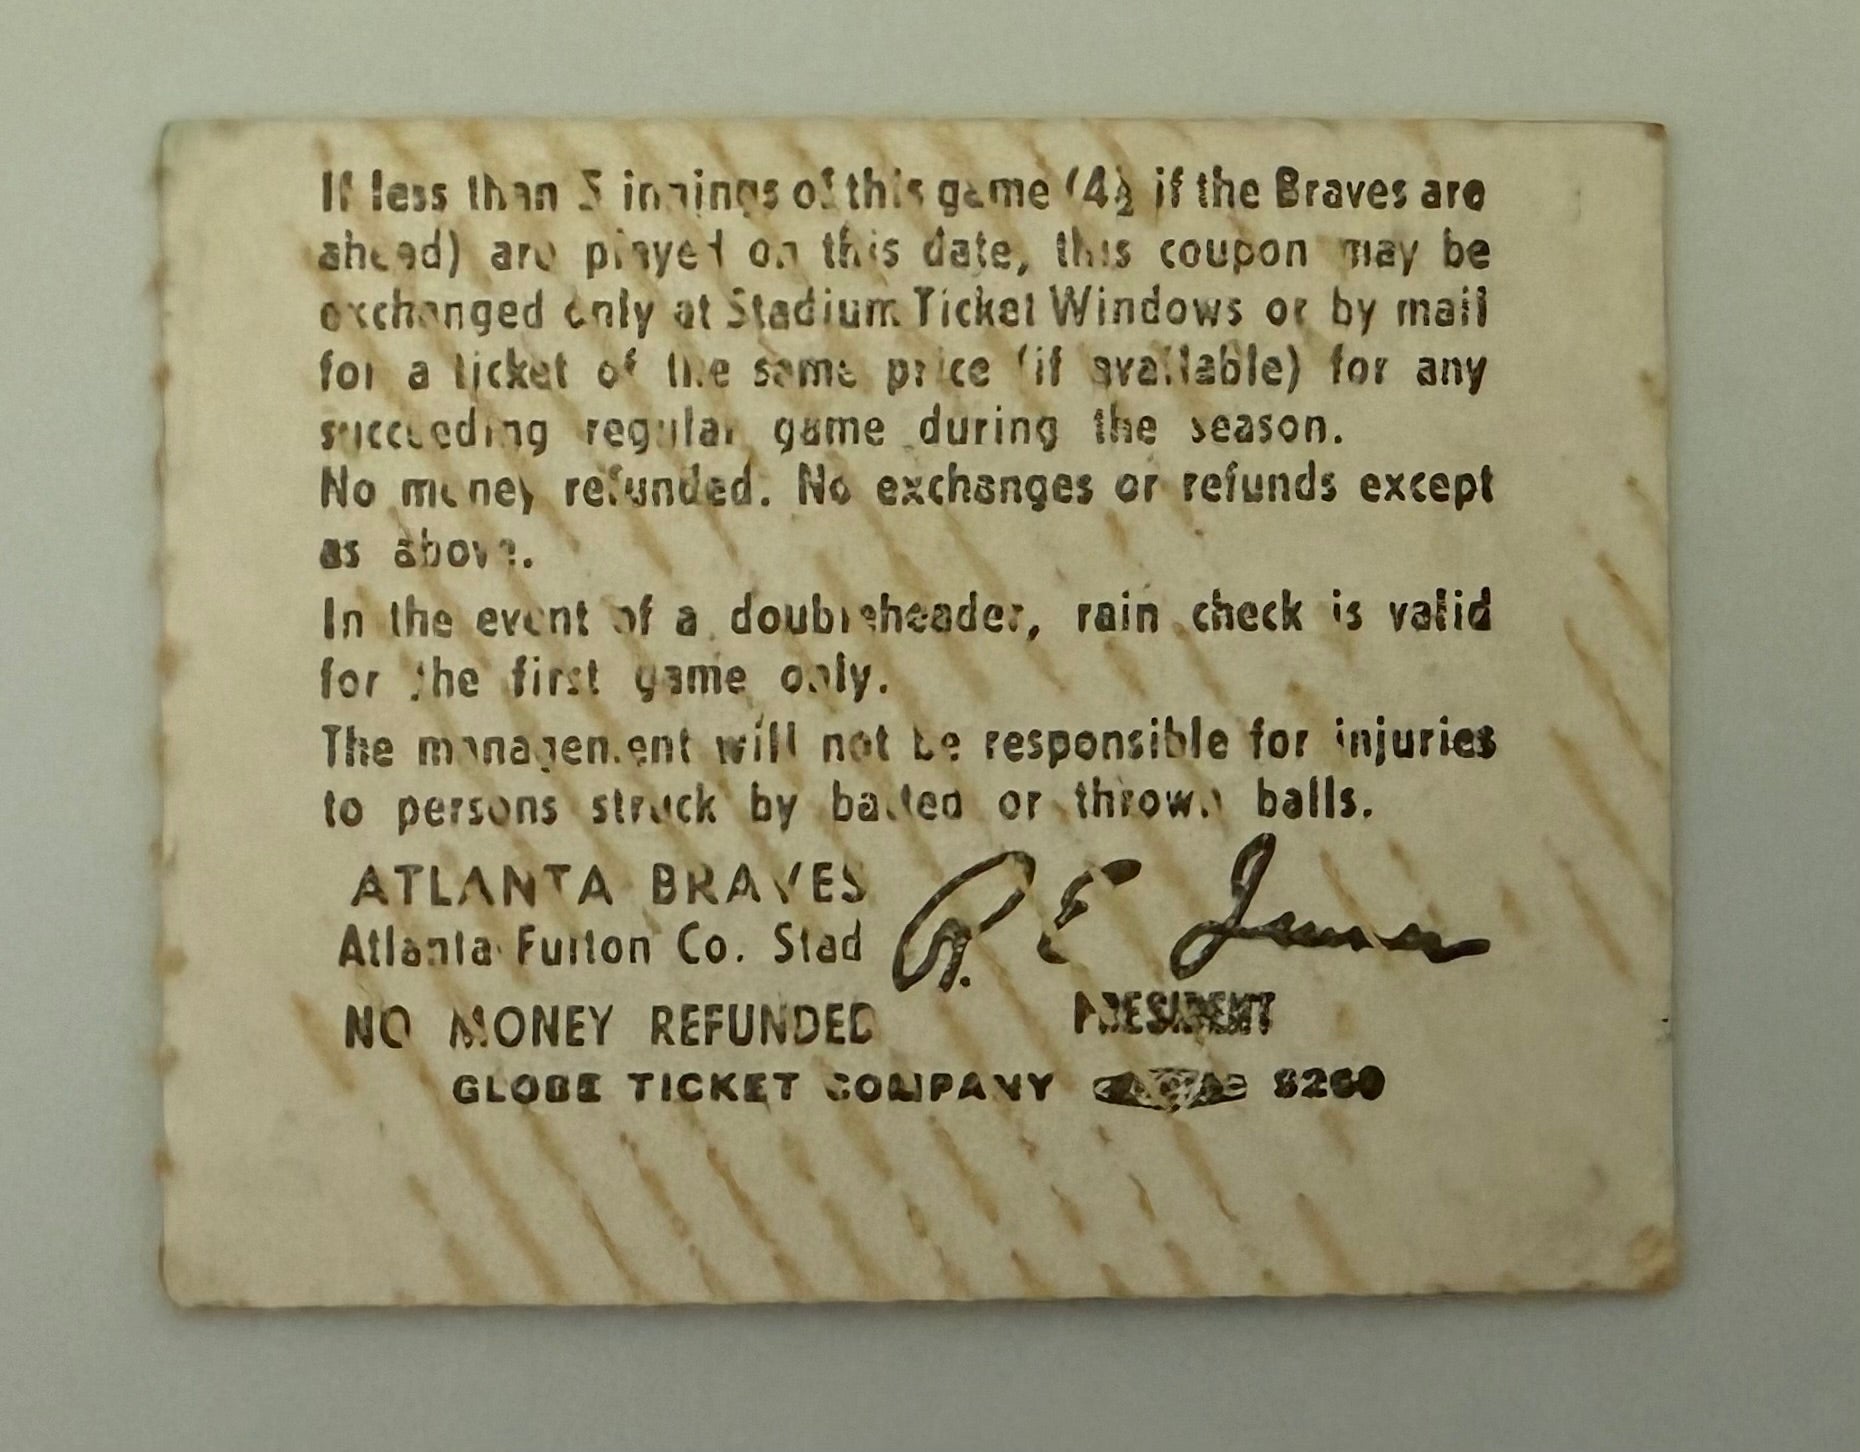 If less than 5 innings of this game (4½ if the Braves are
ahead) are played on this date, this coupon may be
exchanged only at Stadium Ticket Windows or by mail
for a ticket of the same price (if available) for any
succeeding regular game during the season.
No money refunded. No exchanges or refunds except
as above.
In the event of a doubleheader, rain check is valid
for the first game only.
The management will not be responsible for injuries
to persons struck by batted or thrown balls.
ATLANTA BRAVES
Atlanta Fulton Co. Stad
NO MONEY REFUNDED
PRESIDENT
GLOBE TICKET COMPANY